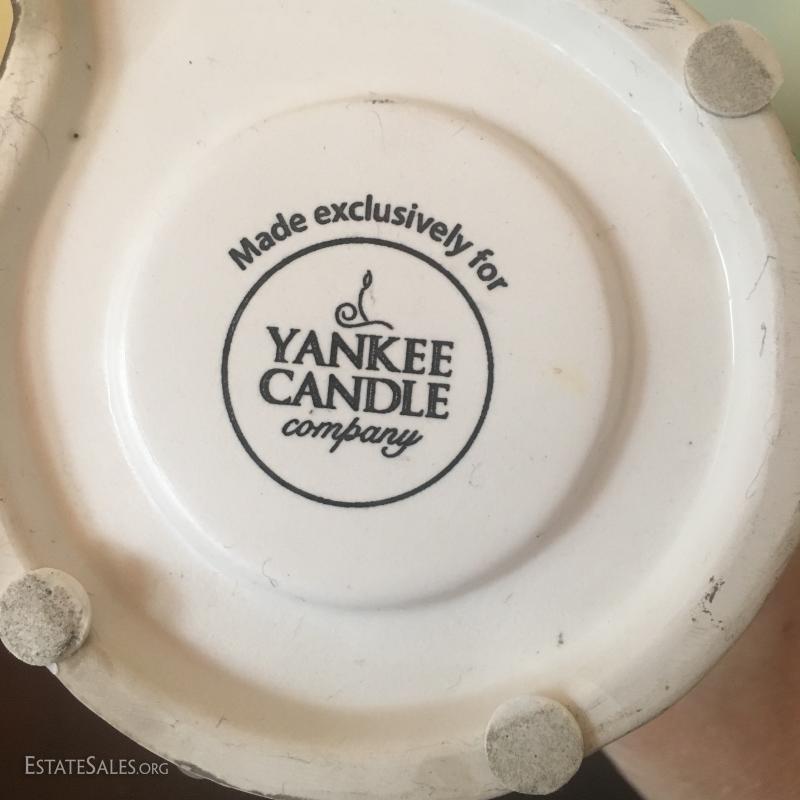 Made exclusively for
YANKEE
CANDLE
company
ESTATESALES.ORG